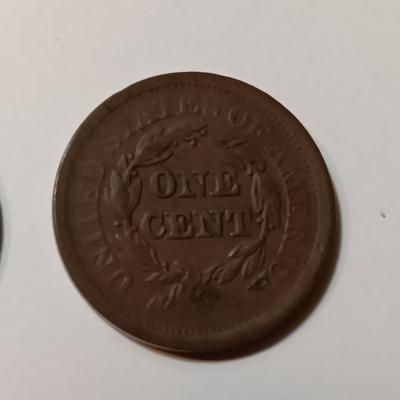 UNITED STATES OF AMERICA
ONE
CENT